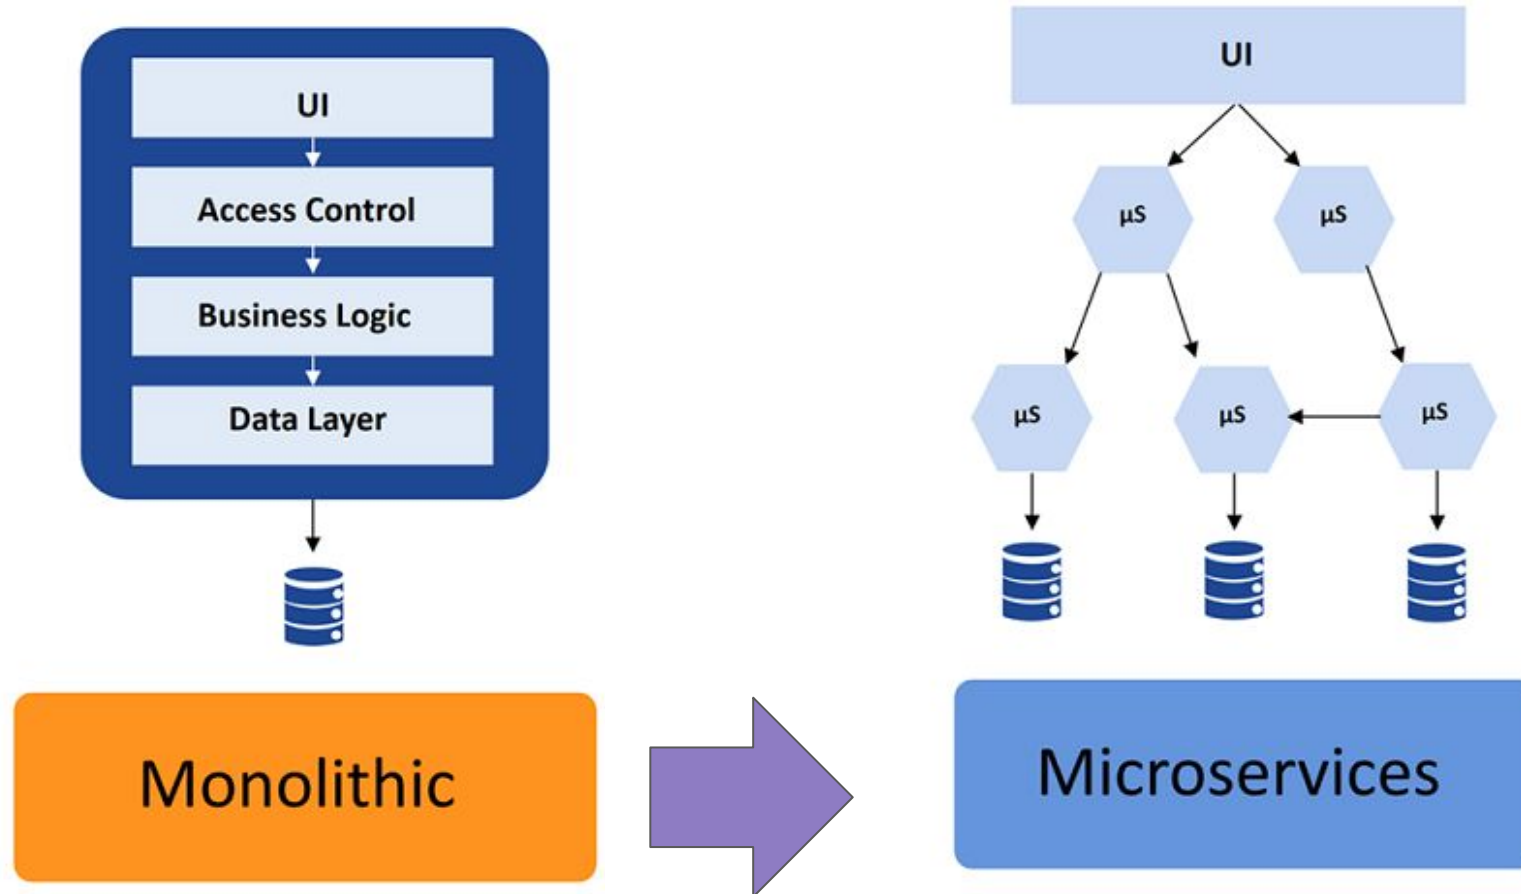 UI
Access Control
Business Logic
Data Layer
Monolithic
UI
µS
µS
µS
µS
µS
Microservices